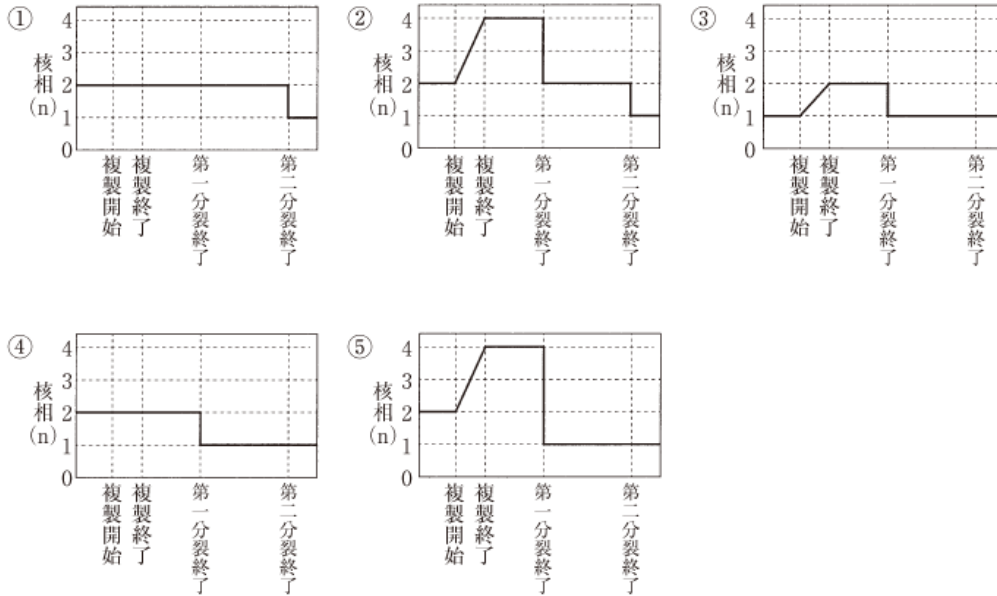 ①
核相(n)
4
3
2
1
0
複製開始
複製終了
第一分裂終了
第二分裂終了
②
核相(n)
4
3
2
1
0
複製開始
複製終了
第一分裂終了
第二分裂終了
③
核相(n)
4
3
2
1
0
複製開始
複製終了
第一分裂終了
第二分裂終了
④
核相(n)
4
3
2
1
0
複製開始
複製終了
第一分裂終了
第二分裂終了
⑤
核相(n)
4
3
2
1
0
複製開始
複製終了
第一分裂終了
第二分裂終了